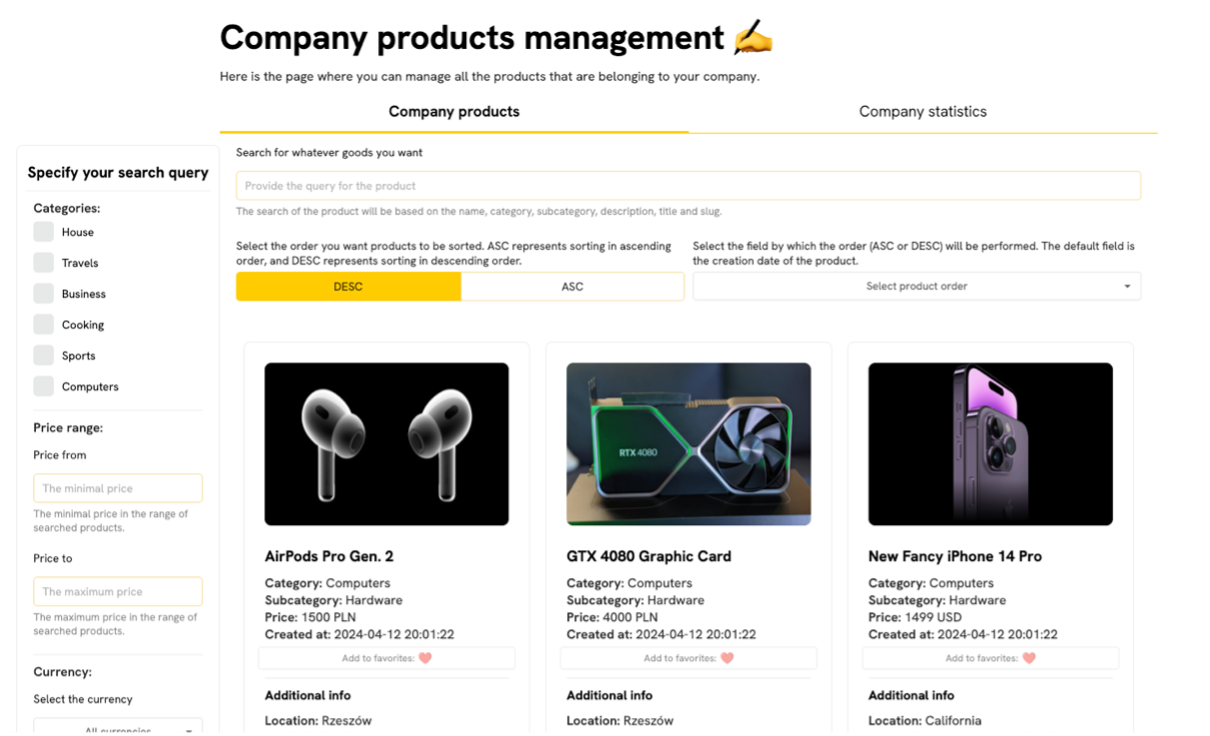 Company products management ✍️
Here is the page where you can manage all the products that are belonging to your company.
Company products
Company statistics
Specify your search query
Categories:
House
Travels
Business
Cooking
Sports
Computers
Price range:
Price from
The minimal price
The minimal price in the range of
searched products.
Price to
The maximum price
The maximum price in the range of
searched products.
Currency:
Select the currency
All currencies
Search for whatever goods you want
Provide the query for the product
The search of the product will be based on the name, category, subcategory, description, title and slug.
Select the order you want products to be sorted. ASC represents sorting in ascending
order, and DESC represents sorting in descending order.
DESC
ASC
Select the field by which the order (ASC or DESC) will be performed. The default field is
the creation date of the product.
Select product order
AirPods Pro Gen. 2
Category: Computers
Subcategory: Hardware
Price: 1500 PLN
Created at: 2024-04-12 20:01:22
Add to favorites: ❤️
Additional info
Location: Rzeszów
RTX 4080
GTX 4080 Graphic Card
Category: Computers
Subcategory: Hardware
Price: 4000 PLN
Created at: 2024-04-12 20:01:22
Add to favorites: ❤️
Additional info
Location: Rzeszów
New Fancy iPhone 14 Pro
Category: Computers
Subcategory: Hardware
Price: 1499 USD
Created at: 2024-04-12 20:01:22
Add to favorites: ❤️
Additional info
Location: California